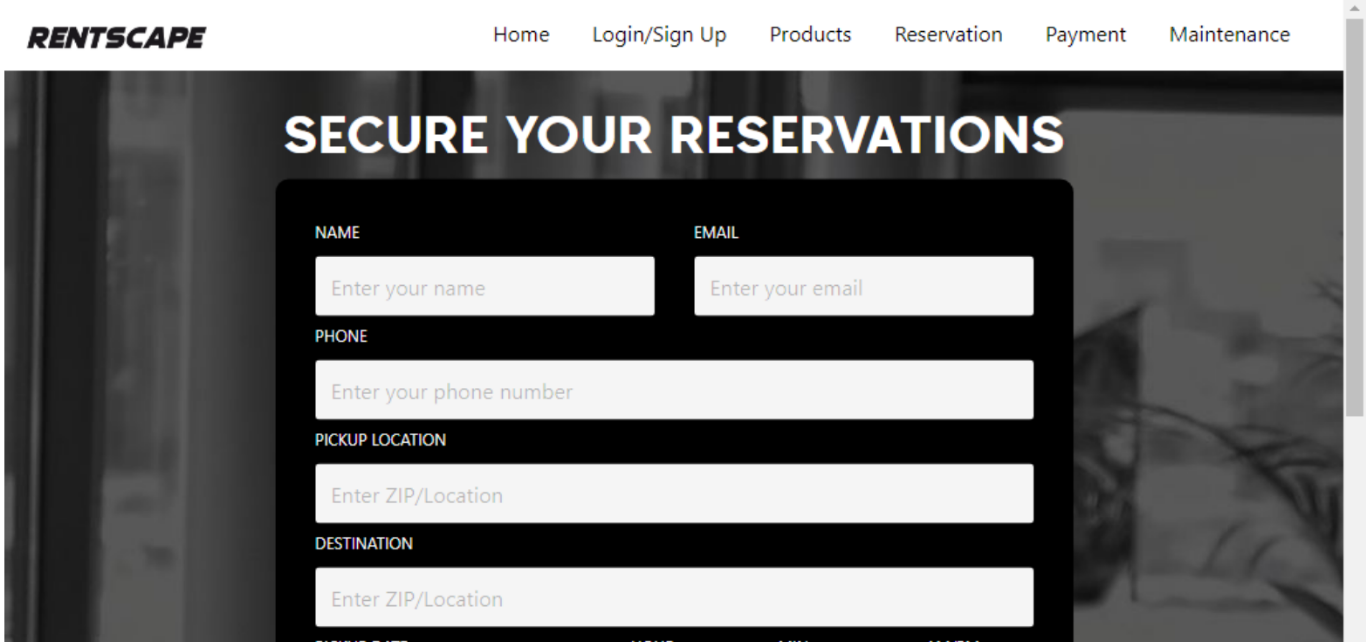 RENTSCAPE Home Login/Sign Up Products Reservation Payment Maintenance
SECURE YOUR RESERVATIONS
NAME EMAIL
Enter your name Enter your email
PHONE
Enter your phone number
PICKUP LOCATION
Enter ZIP/Location
DESTINATION
Enter ZIP/Location